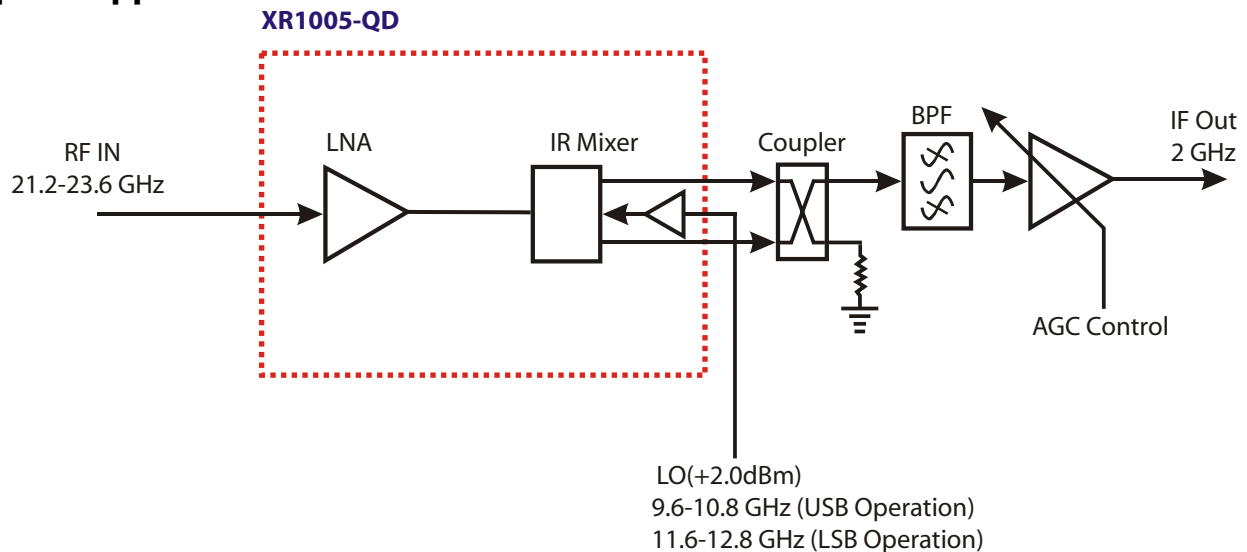 XR1005-QD
RF IN
21.2-23.6 GHz
LNA
IR Mixer
Coupler
BPF
IF Out
2 GHz
AGC Control
LO(+2.0dBm)
9.6-10.8 GHz (USB Operation)
11.6-12.8 GHz (LSB Operation)